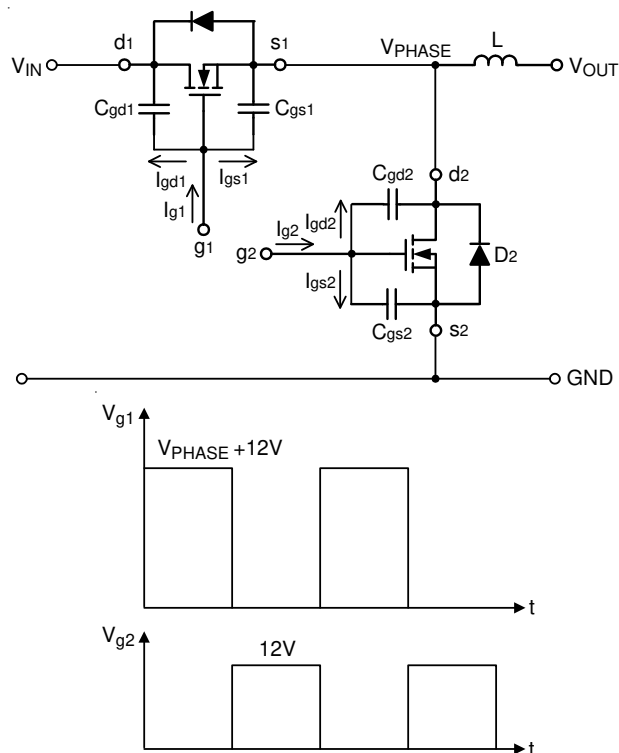 d1 s1 VPHASE L
VIN VOUT
Cgd1 Cgs1
Igd1 Igs1 Cgd2 d2
Ig1 Ig2 Igd2
g1 g2 D2
Igs2
Cgs2 s2
GND
Vg1
VPHASE +12V
t
Vg2
12V
t